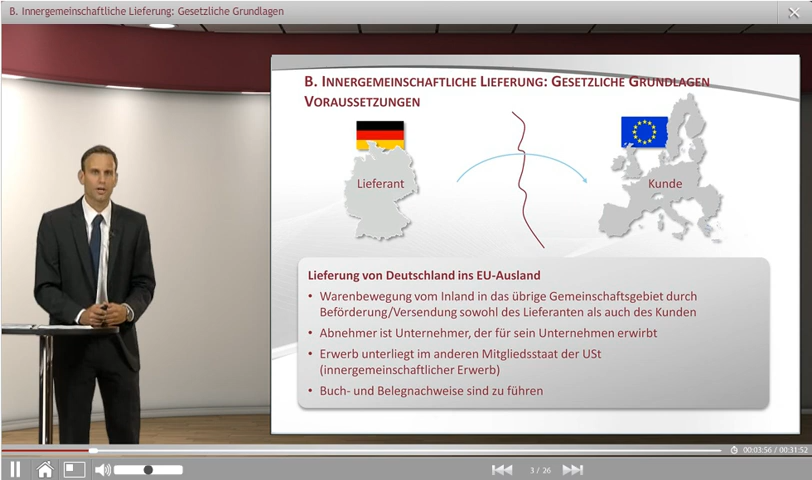 B. Innergemeinschaftliche Lieferung: Gesetzliche Grundlagen
B. INNERGEMEINSCHAFTLICHE LIEFERUNG: GESETZLICHE GRUNDLAGEN
VORAUSSETZUNGEN
Lieferant
Kunde
Lieferung von Deutschland ins EU-Ausland
• Warenbewegung vom Inland in das übrige Gemeinschaftsgebiet durch
Beförderung/Versendung sowohl des Lieferanten als auch des Kunden
• Abnehmer ist Unternehmer, der für sein Unternehmen erwirbt
• Erwerb unterliegt im anderen Mitgliedsstaat der USt
(innergemeinschaftlicher Erwerb)
• Buch- und Belegnachweise sind zu führen
00:03:56 / 00:31:52
3 / 26